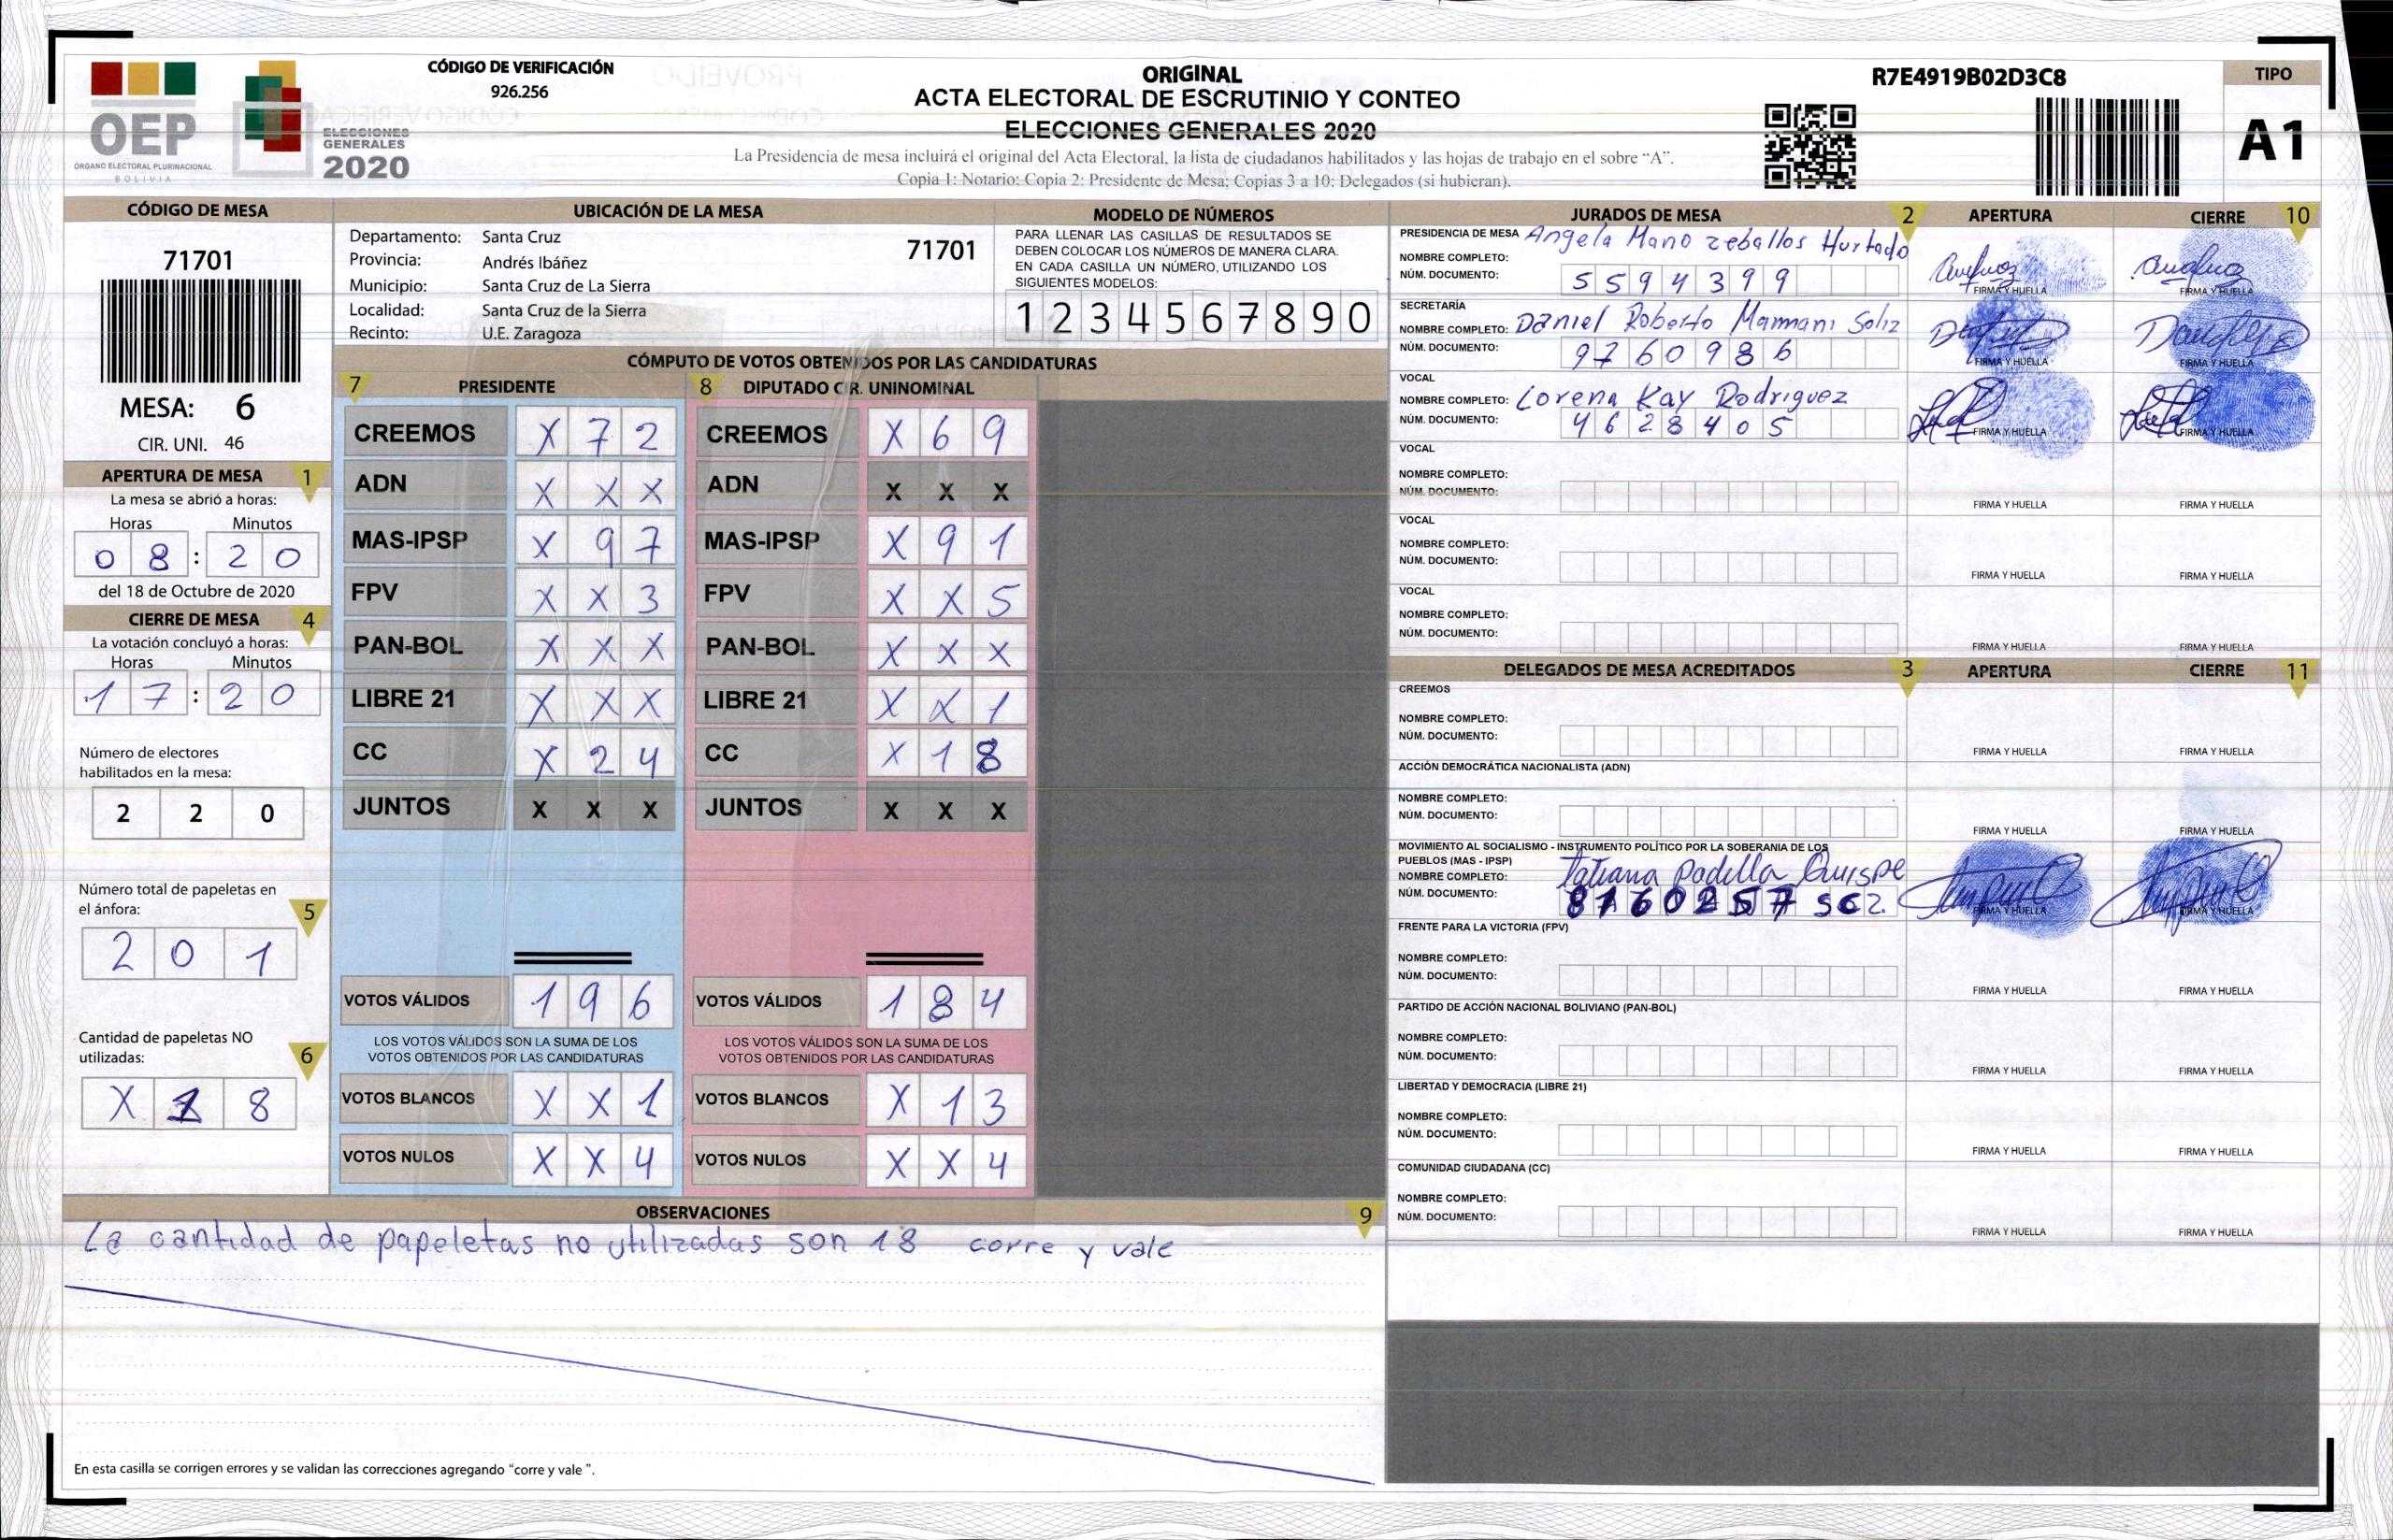 CÓDIGO DE VERIFICACIÓN
926.256
ORIGINAL
ACTA ELECTORAL DE ESCRUTINIO Y CONTEO
ELECCIONES GENERALES 2020
La Presidencia de mesa incluirá el original del Acta Electoral, la lista de ciudadanos habilitados y las hojas de trabajo en el sobre “A”.
Copia 1: Notario; Copia 2: Presidente de Mesa; Copias 3 a 10: Delegados (si hubieran).
R7E4919B02D3C8
TIPO
A1
OEP
ÓRGANO ELECTORAL PLURINACIONAL
BOLIVIA
ELECCIONES
GENERALES
2020
CÓDIGO DE MESA
71701
MESA: 6
CIR. UNI. 46
APERTURA DE MESA 1
La mesa se abrió a horas:
Horas Minutos
0 8 : 2 0
del 18 de Octubre de 2020
CIERRE DE MESA 4
La votación concluyó a horas:
Horas Minutos
1 7 : 2 0
Número de electores
habilitados en la mesa:
2 2 0
Número total de papeletas en
el ánfora: 5
2 0 1
Cantidad de papeletas NO
utilizadas: 6
X 1 8
UBICACIÓN DE LA MESA
Departamento: Santa Cruz 71701
Provincia: Andrés Ibáñez
Municipio: Santa Cruz de La Sierra
Localidad: Santa Cruz de la Sierra
Recinto: U.E. Zaragoza
MODELO DE NÚMEROS
PARA LLENAR LAS CASILLAS DE RESULTADOS SE
DEBEN COLOCAR LOS NÚMEROS DE MANERA CLARA.
EN CADA CASILLA UN NÚMERO, UTILIZANDO LOS
SIGUIENTES MODELOS:
1 2 3 4 5 6 7 8 9 0
CÓMPUTO DE VOTOS OBTENIDOS POR LAS CANDIDATURAS
7 PRESIDENTE 8 DIPUTADO CIR. UNINOMINAL
CREEMOS X 7 2 CREEMOS X 6 9
ADN X X X ADN X X X
MAS-IPSP X 9 7 MAS-IPSP X 9 1
FPV X X 3 FPV X X 5
PAN-BOL X X X PAN-BOL X X X
LIBRE 21 X X X LIBRE 21 X X 1
CC X 2 4 CC X 1 8
JUNTOS X X X JUNTOS X X X
VOTOS VÁLIDOS 1 9 6 VOTOS VÁLIDOS 1 8 4
LOS VOTOS VÁLIDOS SON LA SUMA DE LOS LOS VOTOS VÁLIDOS SON LA SUMA DE LOS
VOTOS OBTENIDOS POR LAS CANDIDATURAS VOTOS OBTENIDOS POR LAS CANDIDATURAS
VOTOS BLANCOS X X 1 VOTOS BLANCOS X 1 3
VOTOS NULOS X X 4 VOTOS NULOS X X 4
OBSERVACIONES 9
La cantidad de papeletas no utilizadas son 18 corre y vale
En esta casilla se corrigen errores y se validan las correcciones agregando “corre y vale ”.
JURADOS DE MESA 2 APERTURA CIERRE 10
PRESIDENCIA DE MESA Angela Mano Zeballos Hurtado
NOMBRE COMPLETO:
NÚM. DOCUMENTO: 5 5 9 4 3 9 9 FIRMA Y HUELLA FIRMA Y HUELLA
SECRETARÍA
NOMBRE COMPLETO: Daniel Roberto Mamani Soliz
NÚM. DOCUMENTO: 9 7 6 0 9 8 6 FIRMA Y HUELLA FIRMA Y HUELLA
VOCAL
NOMBRE COMPLETO: Lorena Kay Rodriguez
NÚM. DOCUMENTO: 4 6 2 8 4 0 5 FIRMA Y HUELLA FIRMA Y HUELLA
VOCAL
NOMBRE COMPLETO:
NÚM. DOCUMENTO: FIRMA Y HUELLA FIRMA Y HUELLA
VOCAL
NOMBRE COMPLETO:
NÚM. DOCUMENTO: FIRMA Y HUELLA FIRMA Y HUELLA
VOCAL
NOMBRE COMPLETO:
NÚM. DOCUMENTO: FIRMA Y HUELLA FIRMA Y HUELLA
DELEGADOS DE MESA ACREDITADOS 3 APERTURA CIERRE 11
CREEMOS
NOMBRE COMPLETO:
NÚM. DOCUMENTO: FIRMA Y HUELLA FIRMA Y HUELLA
ACCIÓN DEMOCRÁTICA NACIONALISTA (ADN)
NOMBRE COMPLETO:
NÚM. DOCUMENTO: FIRMA Y HUELLA FIRMA Y HUELLA
MOVIMIENTO AL SOCIALISMO - INSTRUMENTO POLÍTICO POR LA SOBERANIA DE LOS
PUEBLOS (MAS - IPSP)
NOMBRE COMPLETO: Tatiana Padilla Quispe
NÚM. DOCUMENTO: 8 1 6 0 2 5 7 SCZ FIRMA Y HUELLA FIRMA Y HUELLA
FRENTE PARA LA VICTORIA (FPV)
NOMBRE COMPLETO:
NÚM. DOCUMENTO: FIRMA Y HUELLA FIRMA Y HUELLA
PARTIDO DE ACCIÓN NACIONAL BOLIVIANO (PAN-BOL)
NOMBRE COMPLETO:
NÚM. DOCUMENTO: FIRMA Y HUELLA FIRMA Y HUELLA
LIBERTAD Y DEMOCRACIA (LIBRE 21)
NOMBRE COMPLETO:
NÚM. DOCUMENTO: FIRMA Y HUELLA FIRMA Y HUELLA
COMUNIDAD CIUDADANA (CC)
NOMBRE COMPLETO:
NÚM. DOCUMENTO: FIRMA Y HUELLA FIRMA Y HUELLA